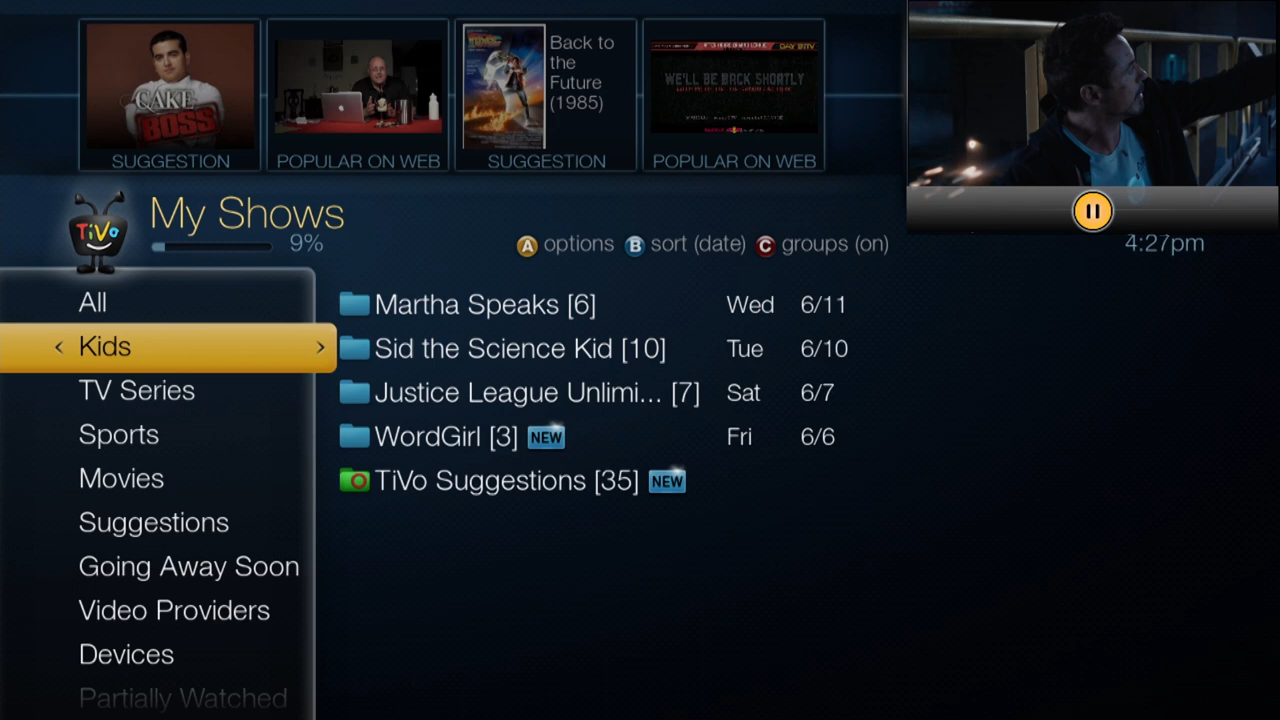 CAKE
BOSS
SUGGESTION
POPULAR ON WEB
Back to
the
Future
(1985)
SUGGESTION
WE'LL BE BACK SHORTLY
POPULAR ON WEB
TiVo
My Shows
9%
A options B sort (date) C groups (on)
4:27pm
All
Kids
TV Series
Sports
Movies
Suggestions
Going Away Soon
Video Providers
Devices
Partially Watched
Martha Speaks [6] Wed 6/11
Sid the Science Kid [10] Tue 6/10
Justice League Unlimi... [7] Sat 6/7
WordGirl [3] NEW Fri 6/6
TiVo Suggestions [35] NEW